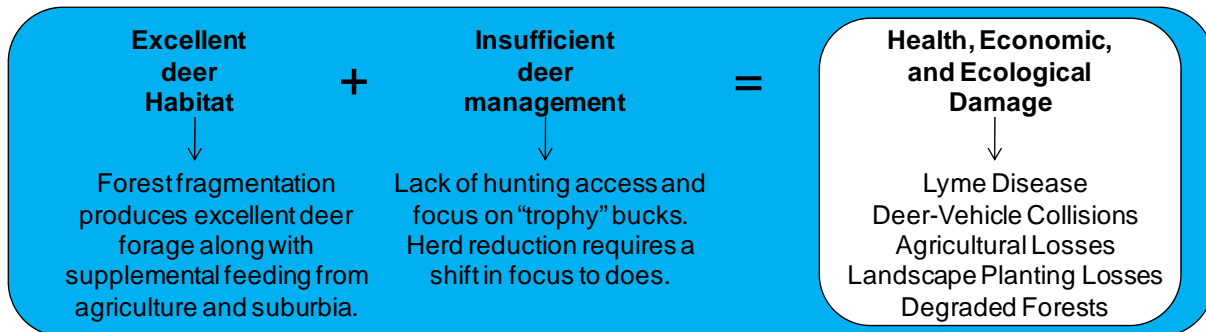 Excellent
deer
Habitat
Forest fragmentation
produces excellent deer
forage along with
supplemental feeding from
agriculture and suburbia.
+
Insufficient
deer
management
Lack of hunting access and
focus on “trophy” bucks.
Herd reduction requires a
shift in focus to does.
=
Health, Economic,
and Ecological
Damage
Lyme Disease
Deer-Vehicle Collisions
Agricultural Losses
Landscape Planting Losses
Degraded Forests